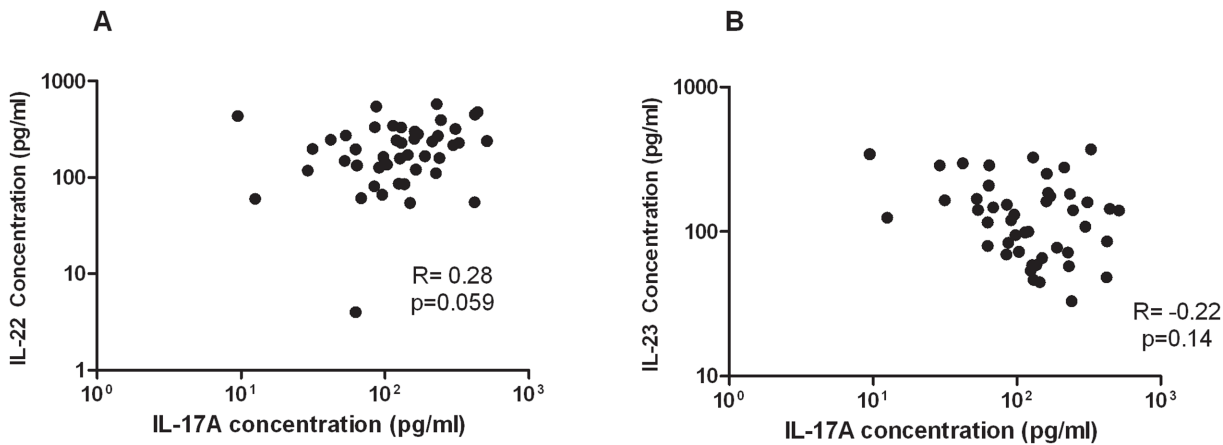 A
IL-22 Concentration (pg/ml)
1000
100
10
1
R= 0.28
p=0.059
10⁰ 10¹ 10² 10³
IL-17A concentration (pg/ml)
B
IL-23 Concentration (pg/ml)
1000
100
10
R= -0.22
p=0.14
10⁰ 10¹ 10² 10³
IL-17A concentration (pg/ml)